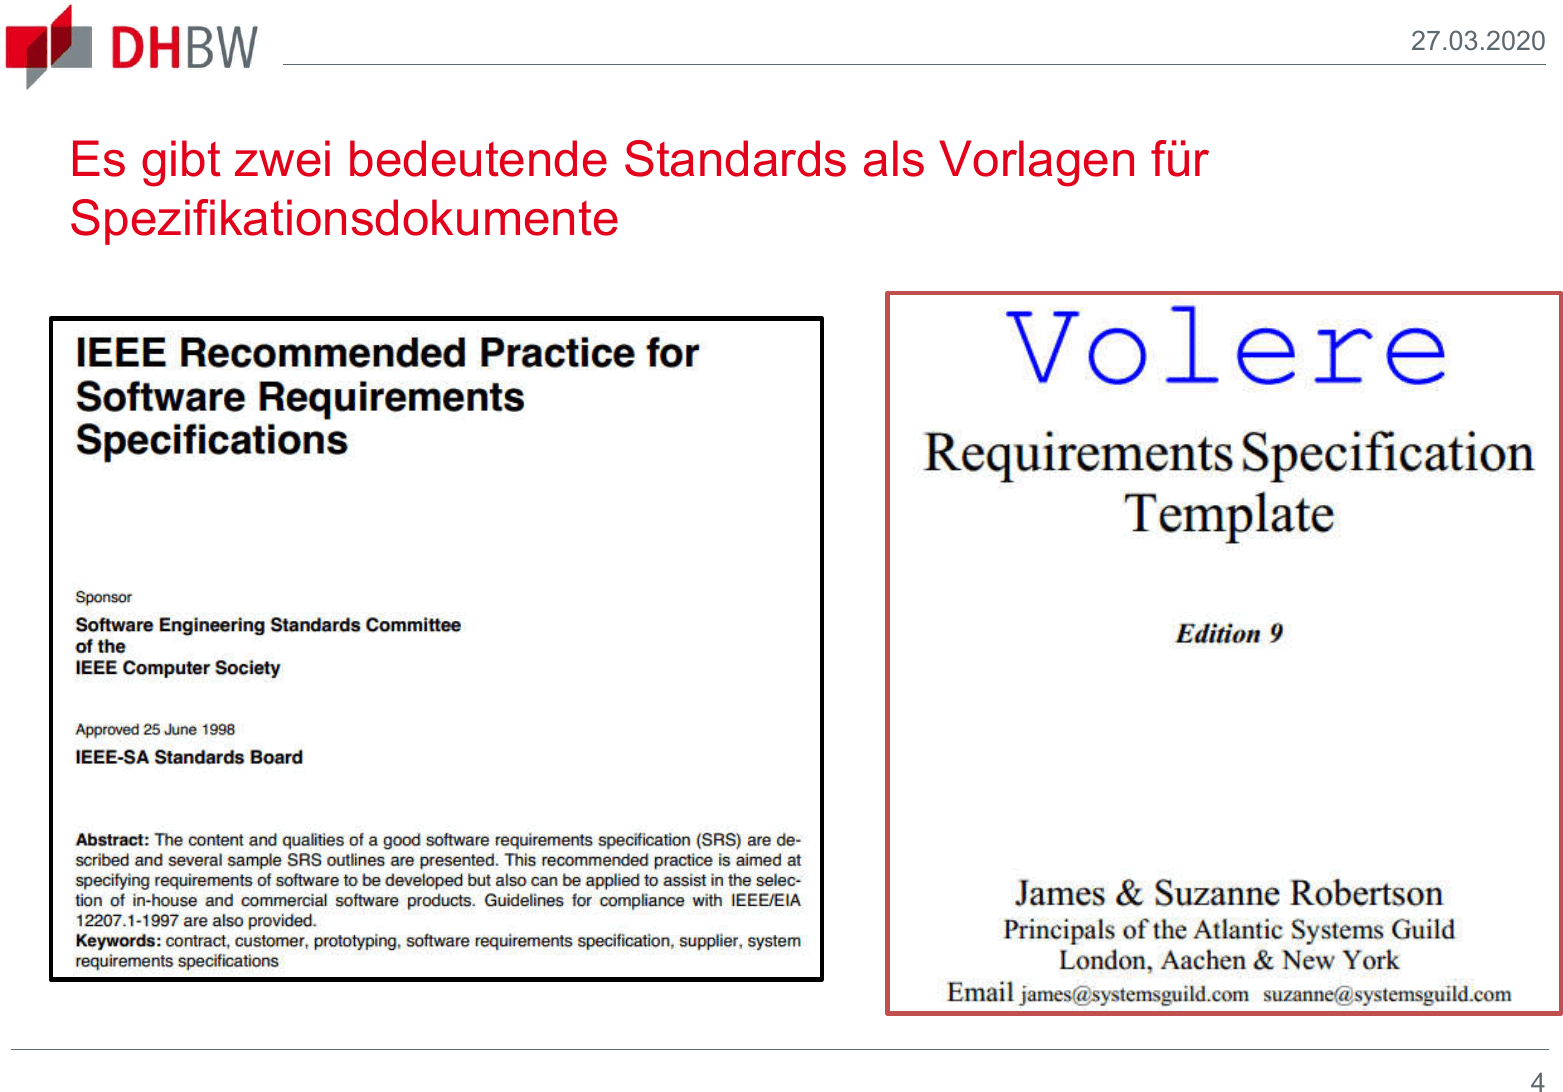 DHBW
27.03.2020
Es gibt zwei bedeutende Standards als Vorlagen für
Spezifikationsdokumente
IEEE Recommended Practice for
Software Requirements
Specifications
Sponsor
Software Engineering Standards Committee
of the
IEEE Computer Society
Approved 25 June 1998
IEEE-SA Standards Board
Abstract: The content and qualities of a good software requirements specification (SRS) are de-
scribed and several sample SRS outlines are presented. This recommended practice is aimed at
specifying requirements of software to be developed but also can be applied to assist in the selec-
tion of in-house and commercial software products. Guidelines for compliance with IEEE/EIA
12207.1-1997 are also provided.
Keywords: contract, customer, prototyping, software requirements specification, supplier, system
requirements specifications
Volere
Requirements Specification
Template
Edition 9
James & Suzanne Robertson
Principals of the Atlantic Systems Guild
London, Aachen & New York
Email james@systemsguild.com suzanne@systemsguild.com
4